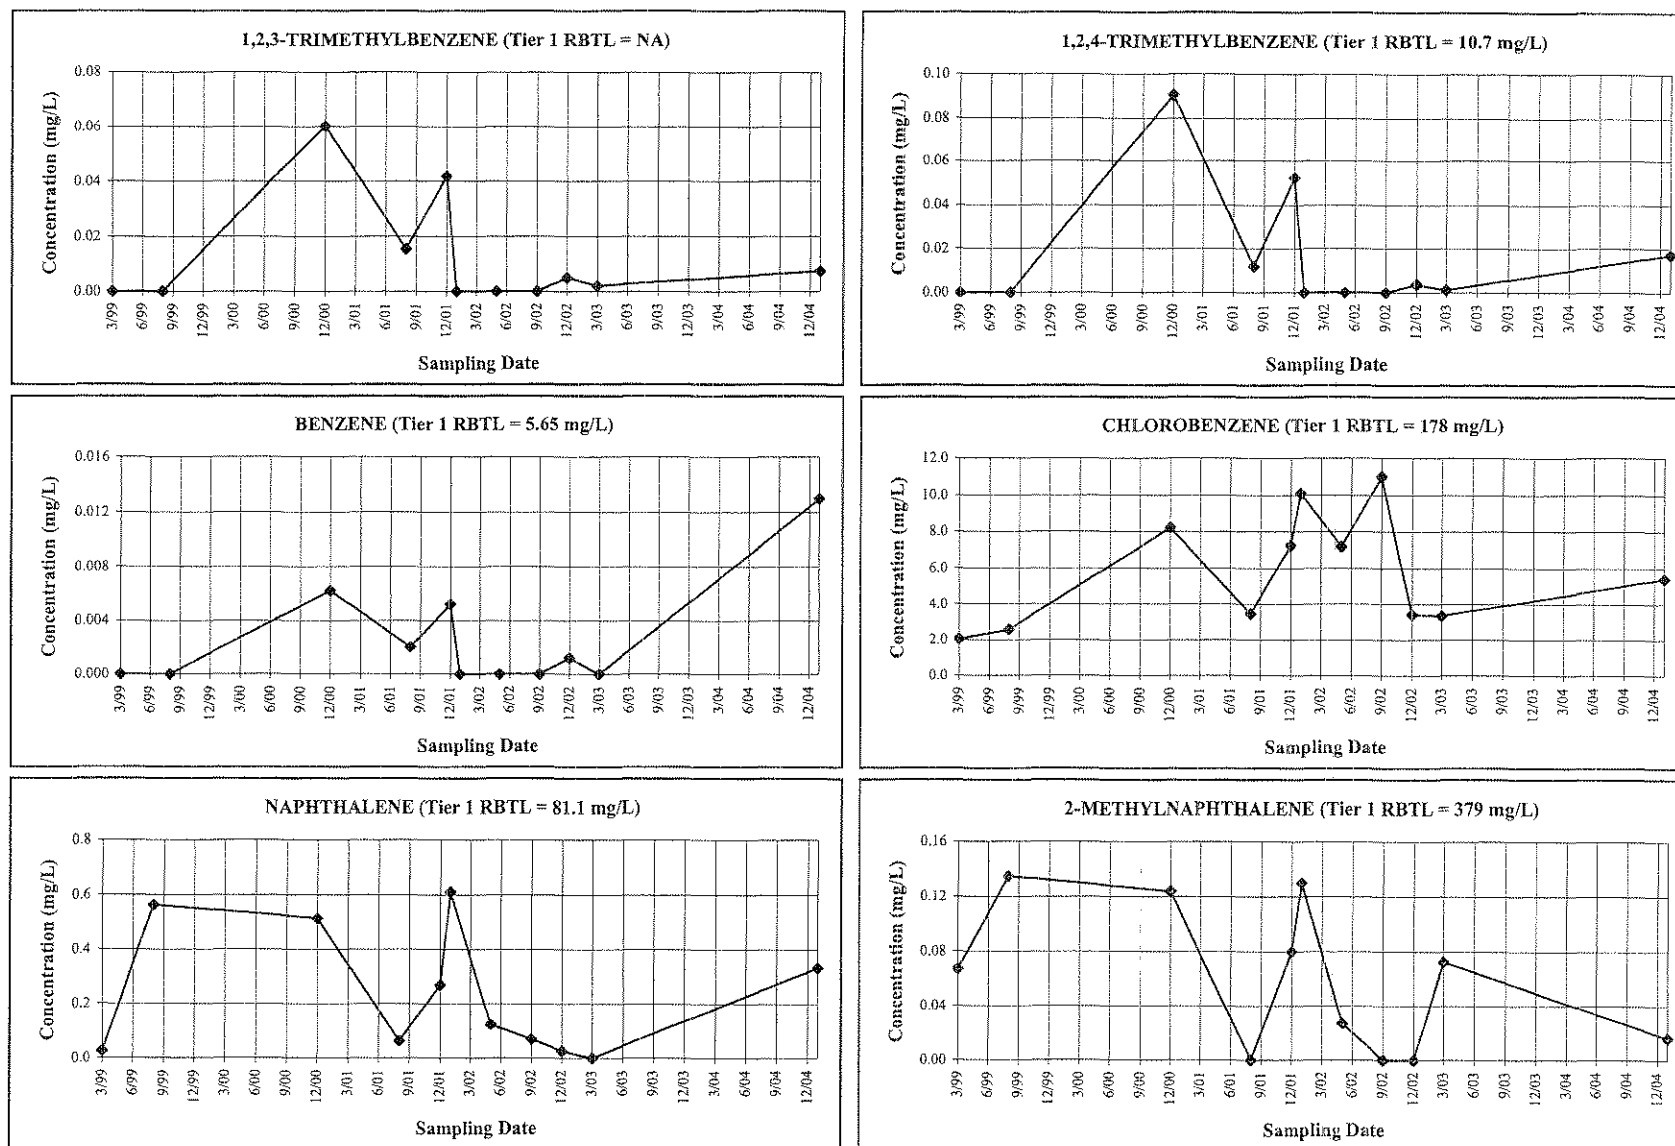 1,2,3-TRIMETHYLBENZENE (Tier 1 RBTL = NA)
Concentration (mg/L)
0.08
0.06
0.04
0.02
0.00
3/99 6/99 9/99 12/99 3/00 6/00 9/00 12/00 3/01 6/01 9/01 12/01 3/02 6/02 9/02 12/02 3/03 6/03 9/03 12/03 3/04 6/04 9/04 12/04
Sampling Date
1,2,4-TRIMETHYLBENZENE (Tier 1 RBTL = 10.7 mg/L)
Concentration (mg/L)
0.10
0.08
0.06
0.04
0.02
0.00
3/99 6/99 9/99 12/99 3/00 6/00 9/00 12/00 3/01 6/01 9/01 12/01 3/02 6/02 9/02 12/02 3/03 6/03 9/03 12/03 3/04 6/04 9/04 12/04
Sampling Date
BENZENE (Tier 1 RBTL = 5.65 mg/L)
Concentration (mg/L)
0.016
0.012
0.008
0.004
0.000
3/99 6/99 9/99 12/99 3/00 6/00 9/00 12/00 3/01 6/01 9/01 12/01 3/02 6/02 9/02 12/02 3/03 6/03 9/03 12/03 3/04 6/04 9/04 12/04
Sampling Date
CHLOROBENZENE (Tier 1 RBTL = 178 mg/L)
Concentration (mg/L)
12.0
10.0
8.0
6.0
4.0
2.0
0.0
3/99 6/99 9/99 12/99 3/00 6/00 9/00 12/00 3/01 6/01 9/01 12/01 3/02 6/02 9/02 12/02 3/03 6/03 9/03 12/03 3/04 6/04 9/04 12/04
Sampling Date
NAPHTHALENE (Tier 1 RBTL = 81.1 mg/L)
Concentration (mg/L)
0.8
0.6
0.4
0.2
0.0
3/99 6/99 9/99 12/99 3/00 6/00 9/00 12/00 3/01 6/01 9/01 12/01 3/02 6/02 9/02 12/02 3/03 6/03 9/03 12/03 3/04 6/04 9/04 12/04
Sampling Date
2-METHYLNAPHTHALENE (Tier 1 RBTL = 379 mg/L)
Concentration (mg/L)
0.16
0.12
0.08
0.04
0.00
3/99 6/99 9/99 12/99 3/00 6/00 9/00 12/00 3/01 6/01 9/01 12/01 3/02 6/02 9/02 12/02 3/03 6/03 9/03 12/03 3/04 6/04 9/04 12/04
Sampling Date